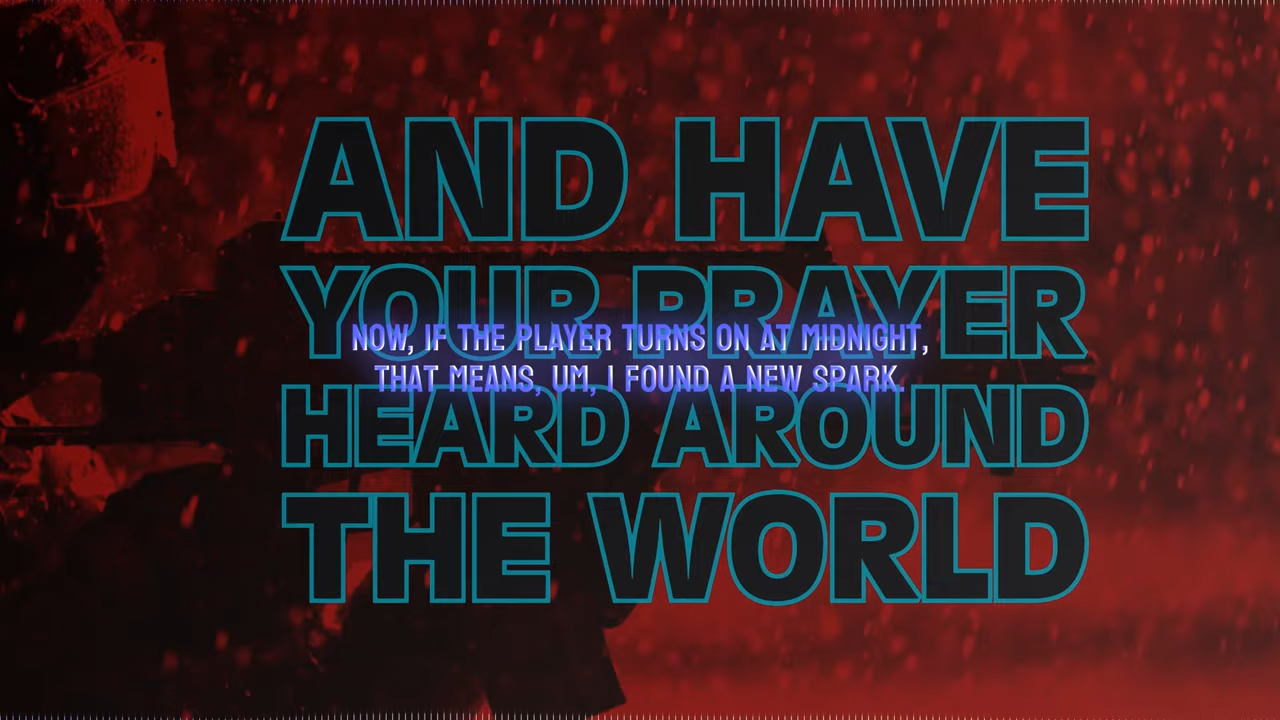 AND HAVE
YOUR PRAYER
NOW, IF THE PLAYER TURNS ON AT MIDNIGHT,
THAT MEANS, UM, I FOUND A NEW SPARK.
HEARD AROUND
THE WORLD